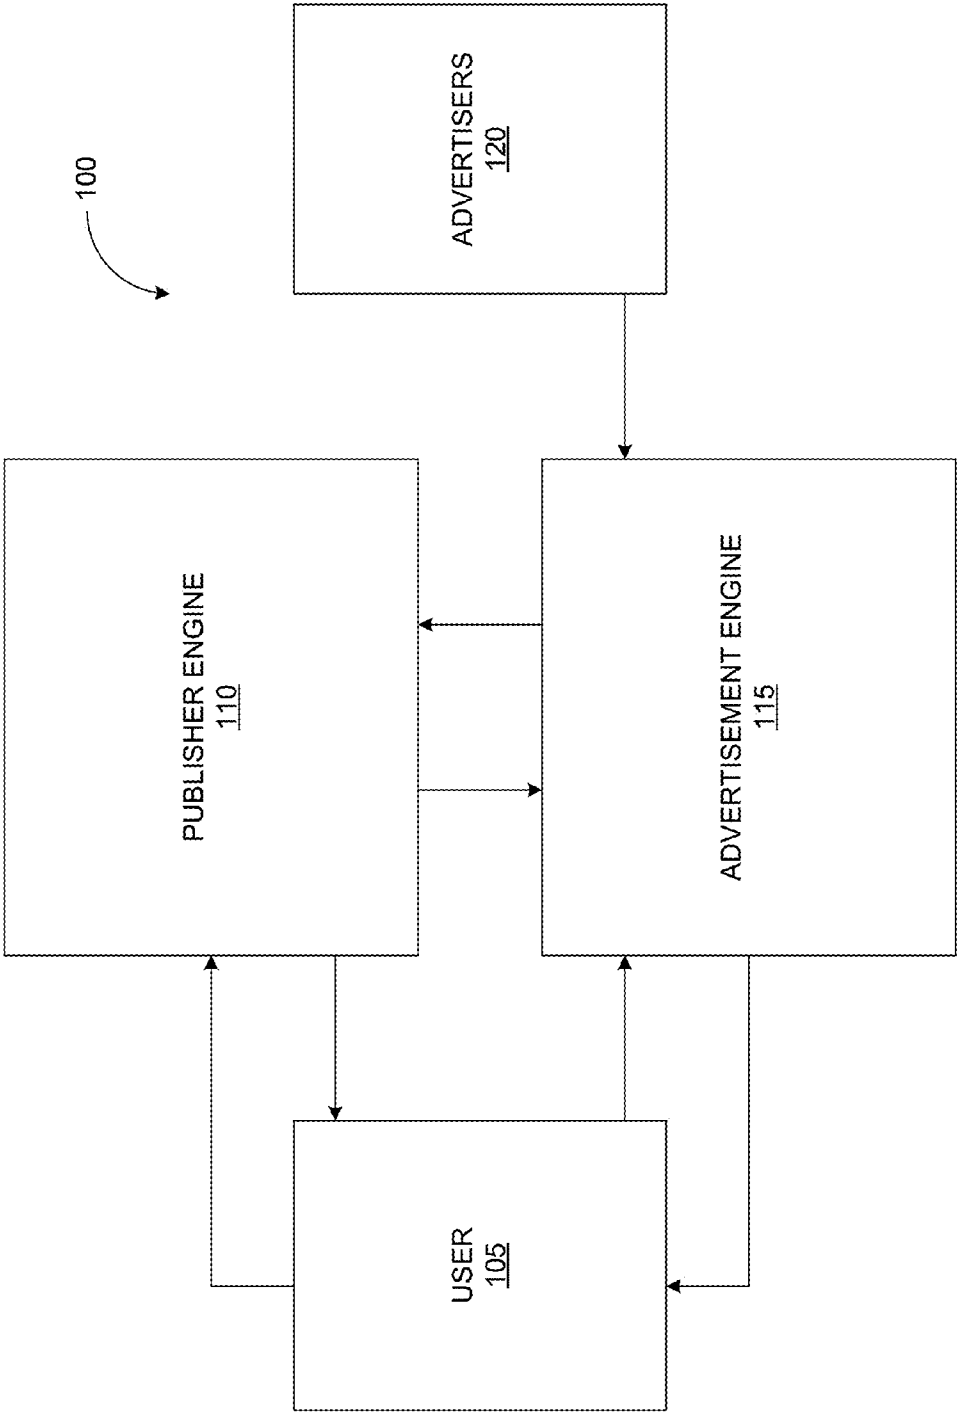 100
PUBLISHER ENGINE
110
USER
105
ADVERTISERS
120
ADVERTISEMENT ENGINE
115